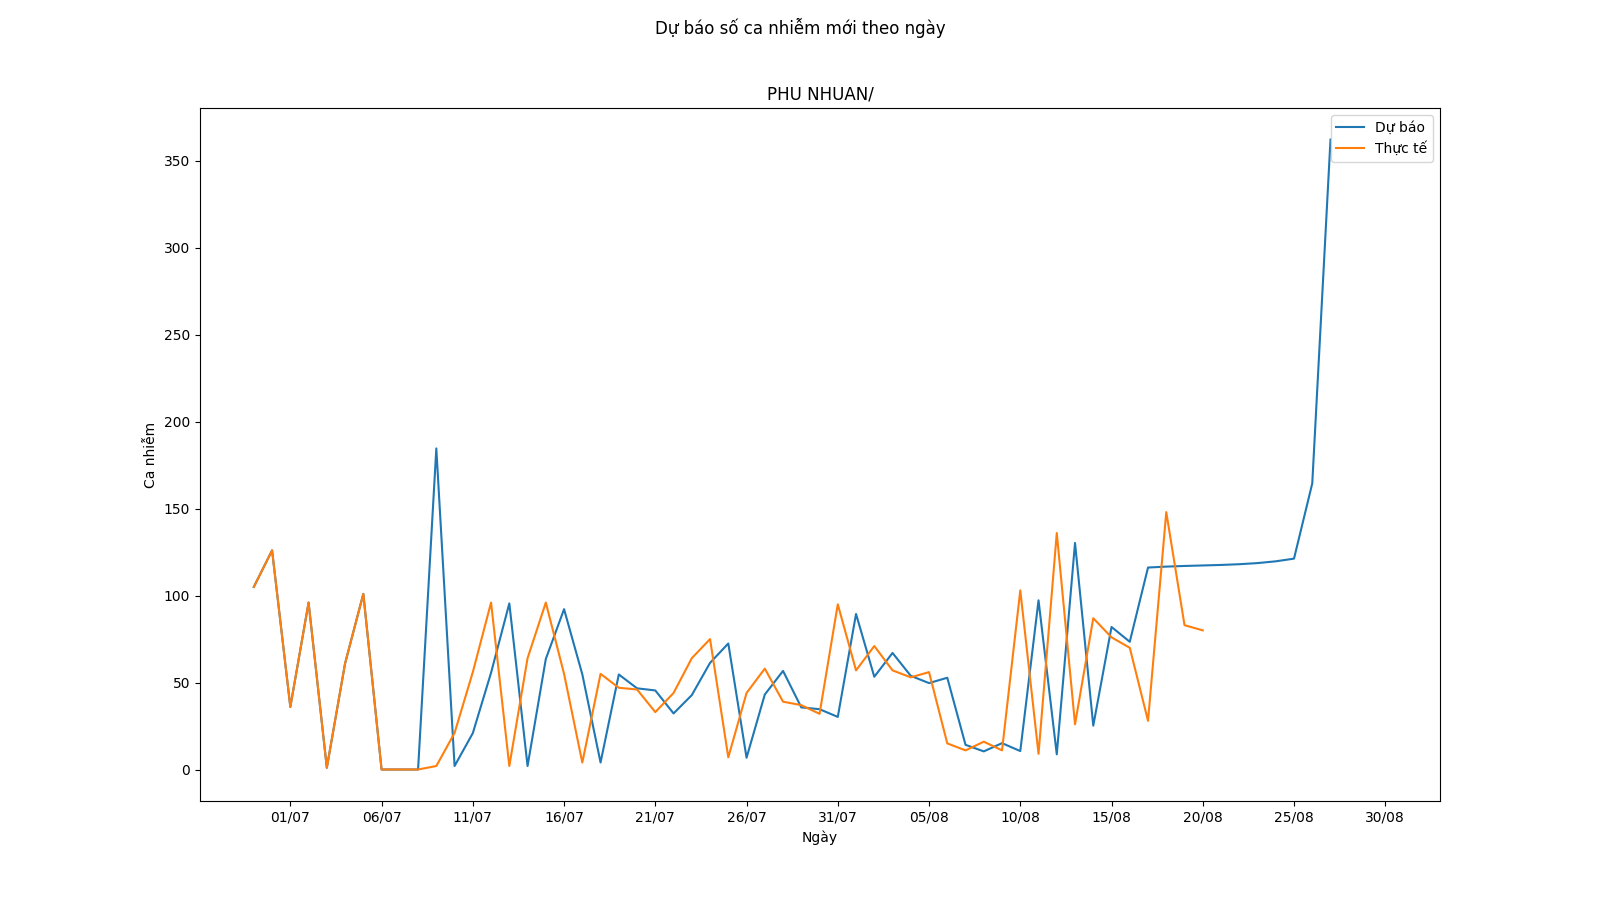 Dự báo số ca nhiễm mới theo ngày
PHU NHUAN/
Dự báo
Thực tế
350
300
250
200
150
100
50
0
Ca nhiễm
01/07 06/07 11/07 16/07 21/07 26/07 31/07 05/08 10/08 15/08 20/08 25/08 30/08
Ngày